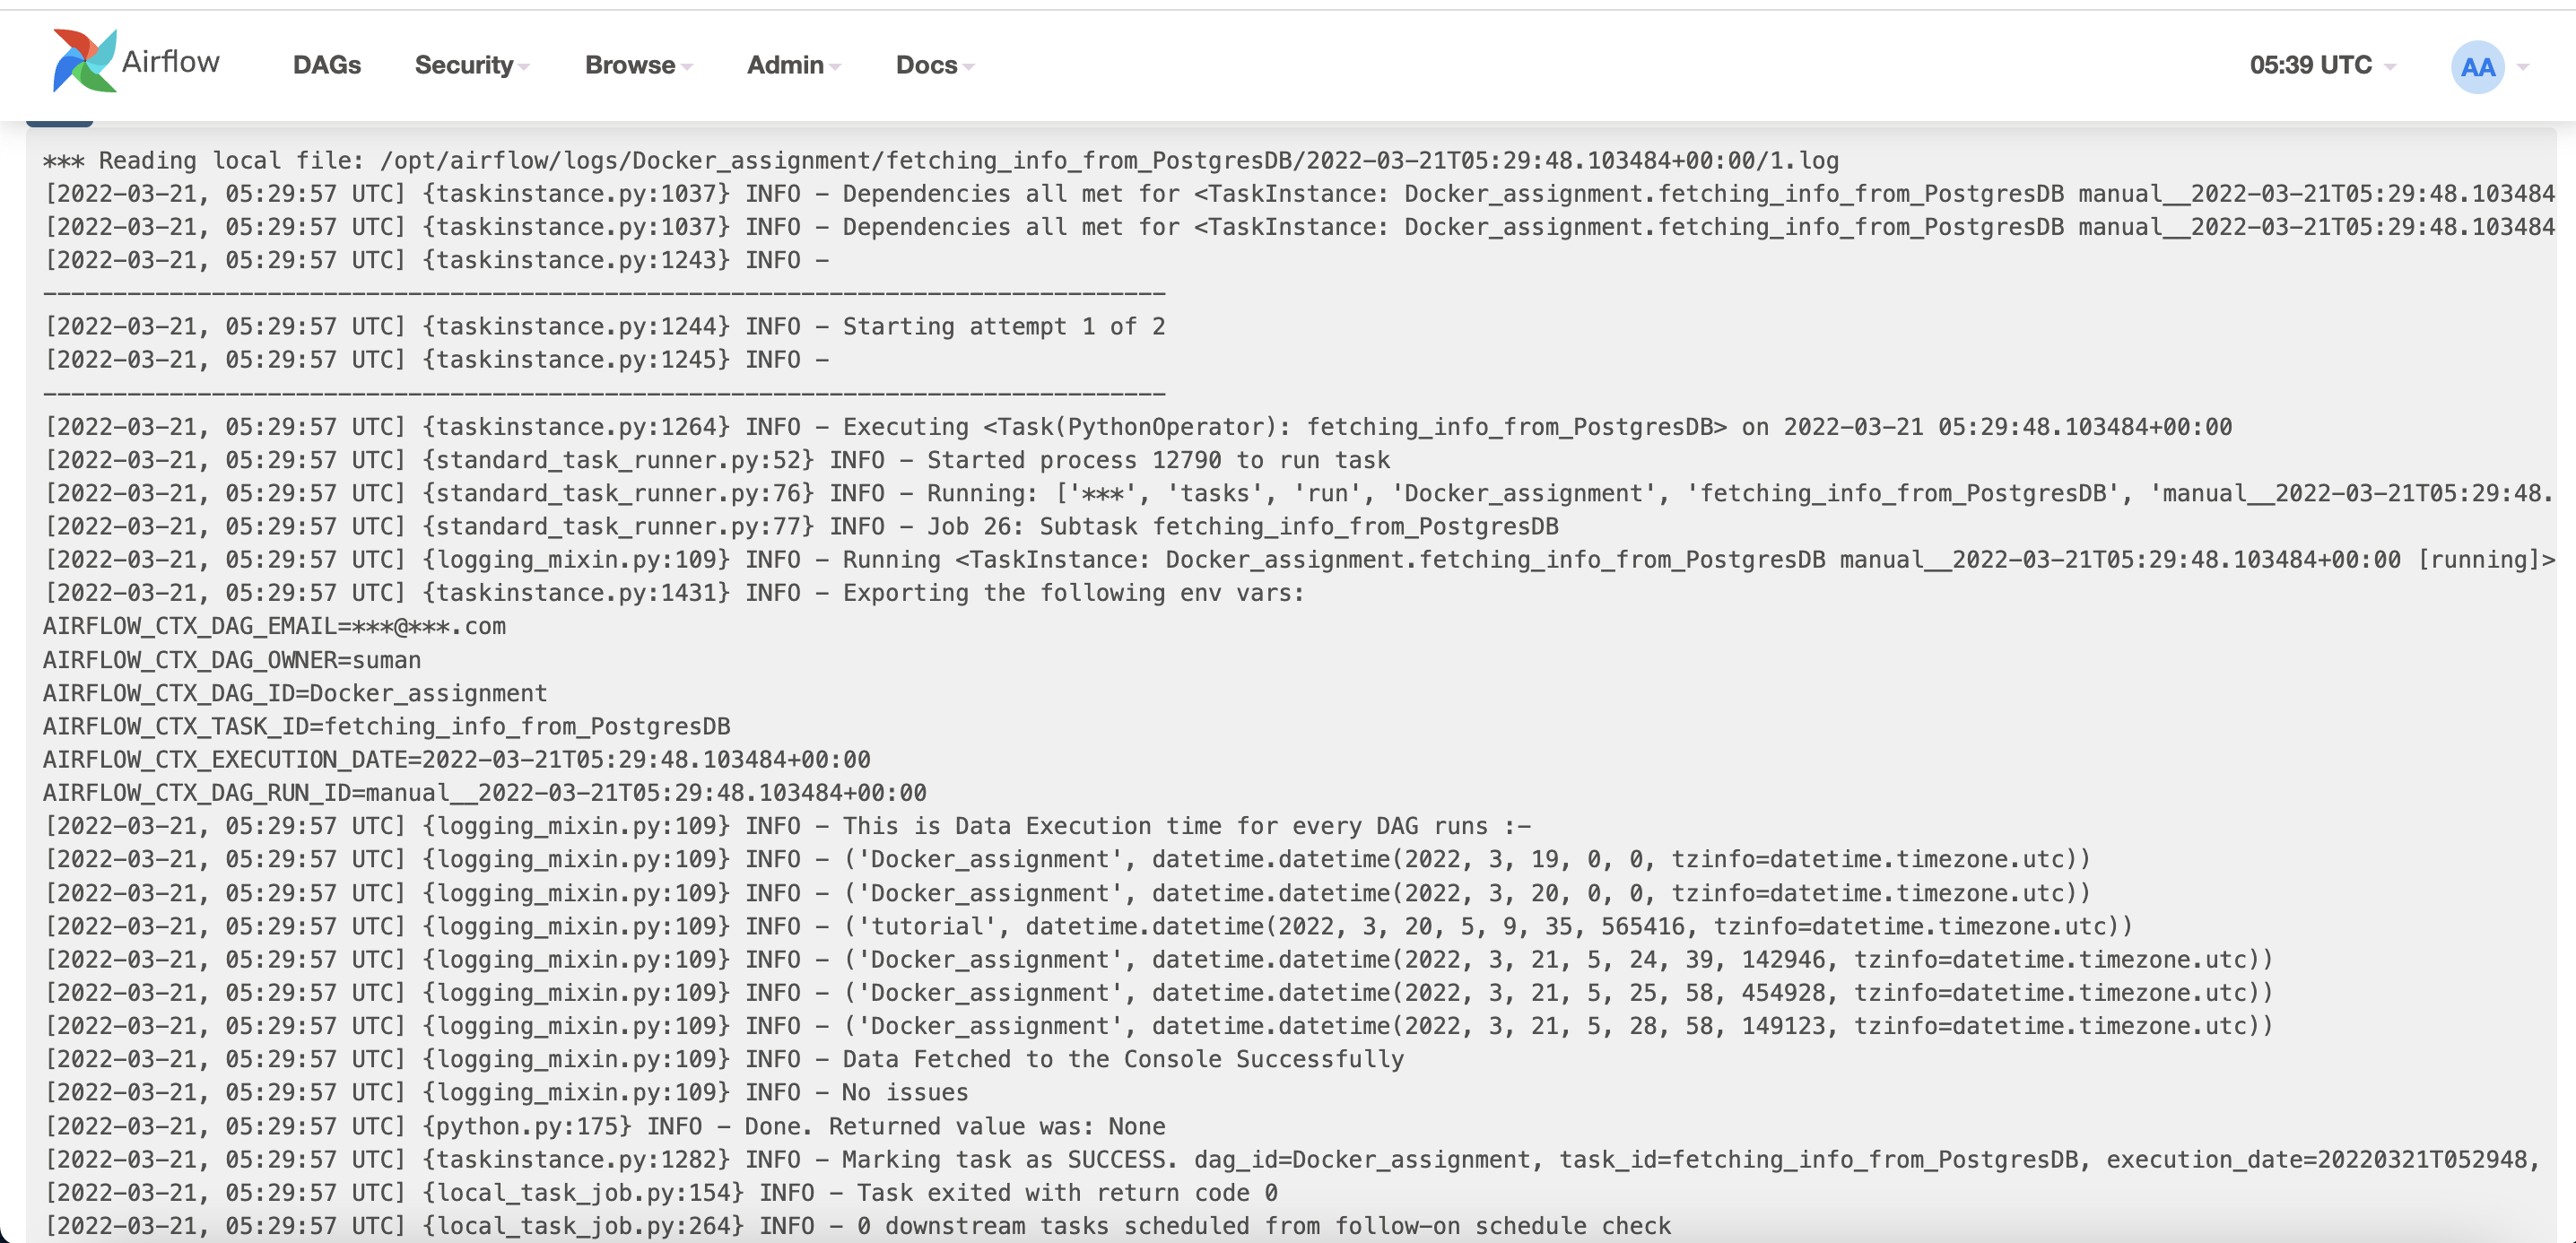 Airflow DAGs Security Browse Admin Docs 05:39 UTC AA
*** Reading local file: /opt/airflow/logs/Docker_assignment/fetching_info_from_PostgresDB/2022-03-21T05:29:48.103484+00:00/1.log
[2022-03-21, 05:29:57 UTC] {taskinstance.py:1037} INFO - Dependencies all met for <TaskInstance: Docker_assignment.fetching_info_from_PostgresDB manual__2022-03-21T05:29:48.103484
[2022-03-21, 05:29:57 UTC] {taskinstance.py:1037} INFO - Dependencies all met for <TaskInstance: Docker_assignment.fetching_info_from_PostgresDB manual__2022-03-21T05:29:48.103484
[2022-03-21, 05:29:57 UTC] {taskinstance.py:1243} INFO -
--------------------------------------------------------------------------------
[2022-03-21, 05:29:57 UTC] {taskinstance.py:1244} INFO - Starting attempt 1 of 2
[2022-03-21, 05:29:57 UTC] {taskinstance.py:1245} INFO -
--------------------------------------------------------------------------------
[2022-03-21, 05:29:57 UTC] {taskinstance.py:1264} INFO - Executing <Task(PythonOperator): fetching_info_from_PostgresDB> on 2022-03-21 05:29:48.103484+00:00
[2022-03-21, 05:29:57 UTC] {standard_task_runner.py:52} INFO - Started process 12790 to run task
[2022-03-21, 05:29:57 UTC] {standard_task_runner.py:76} INFO - Running: ['***', 'tasks', 'run', 'Docker_assignment', 'fetching_info_from_PostgresDB', 'manual__2022-03-21T05:29:48.
[2022-03-21, 05:29:57 UTC] {standard_task_runner.py:77} INFO - Job 26: Subtask fetching_info_from_PostgresDB
[2022-03-21, 05:29:57 UTC] {logging_mixin.py:109} INFO - Running <TaskInstance: Docker_assignment.fetching_info_from_PostgresDB manual__2022-03-21T05:29:48.103484+00:00 [running]>
[2022-03-21, 05:29:57 UTC] {taskinstance.py:1431} INFO - Exporting the following env vars:
AIRFLOW_CTX_DAG_EMAIL=***@***.com
AIRFLOW_CTX_DAG_OWNER=suman
AIRFLOW_CTX_DAG_ID=Docker_assignment
AIRFLOW_CTX_TASK_ID=fetching_info_from_PostgresDB
AIRFLOW_CTX_EXECUTION_DATE=2022-03-21T05:29:48.103484+00:00
AIRFLOW_CTX_DAG_RUN_ID=manual__2022-03-21T05:29:48.103484+00:00
[2022-03-21, 05:29:57 UTC] {logging_mixin.py:109} INFO - This is Data Execution time for every DAG runs :-
[2022-03-21, 05:29:57 UTC] {logging_mixin.py:109} INFO - ('Docker_assignment', datetime.datetime(2022, 3, 19, 0, 0, tzinfo=datetime.timezone.utc))
[2022-03-21, 05:29:57 UTC] {logging_mixin.py:109} INFO - ('Docker_assignment', datetime.datetime(2022, 3, 20, 0, 0, tzinfo=datetime.timezone.utc))
[2022-03-21, 05:29:57 UTC] {logging_mixin.py:109} INFO - ('tutorial', datetime.datetime(2022, 3, 20, 5, 9, 35, 565416, tzinfo=datetime.timezone.utc))
[2022-03-21, 05:29:57 UTC] {logging_mixin.py:109} INFO - ('Docker_assignment', datetime.datetime(2022, 3, 21, 5, 24, 39, 142946, tzinfo=datetime.timezone.utc))
[2022-03-21, 05:29:57 UTC] {logging_mixin.py:109} INFO - ('Docker_assignment', datetime.datetime(2022, 3, 21, 5, 25, 58, 454928, tzinfo=datetime.timezone.utc))
[2022-03-21, 05:29:57 UTC] {logging_mixin.py:109} INFO - ('Docker_assignment', datetime.datetime(2022, 3, 21, 5, 28, 58, 149123, tzinfo=datetime.timezone.utc))
[2022-03-21, 05:29:57 UTC] {logging_mixin.py:109} INFO - Data Fetched to the Console Successfully
[2022-03-21, 05:29:57 UTC] {logging_mixin.py:109} INFO - No issues
[2022-03-21, 05:29:57 UTC] {python.py:175} INFO - Done. Returned value was: None
[2022-03-21, 05:29:57 UTC] {taskinstance.py:1282} INFO - Marking task as SUCCESS. dag_id=Docker_assignment, task_id=fetching_info_from_PostgresDB, execution_date=20220321T052948,
[2022-03-21, 05:29:57 UTC] {local_task_job.py:154} INFO - Task exited with return code 0
[2022-03-21, 05:29:57 UTC] {local_task_job.py:264} INFO - 0 downstream tasks scheduled from follow-on schedule check